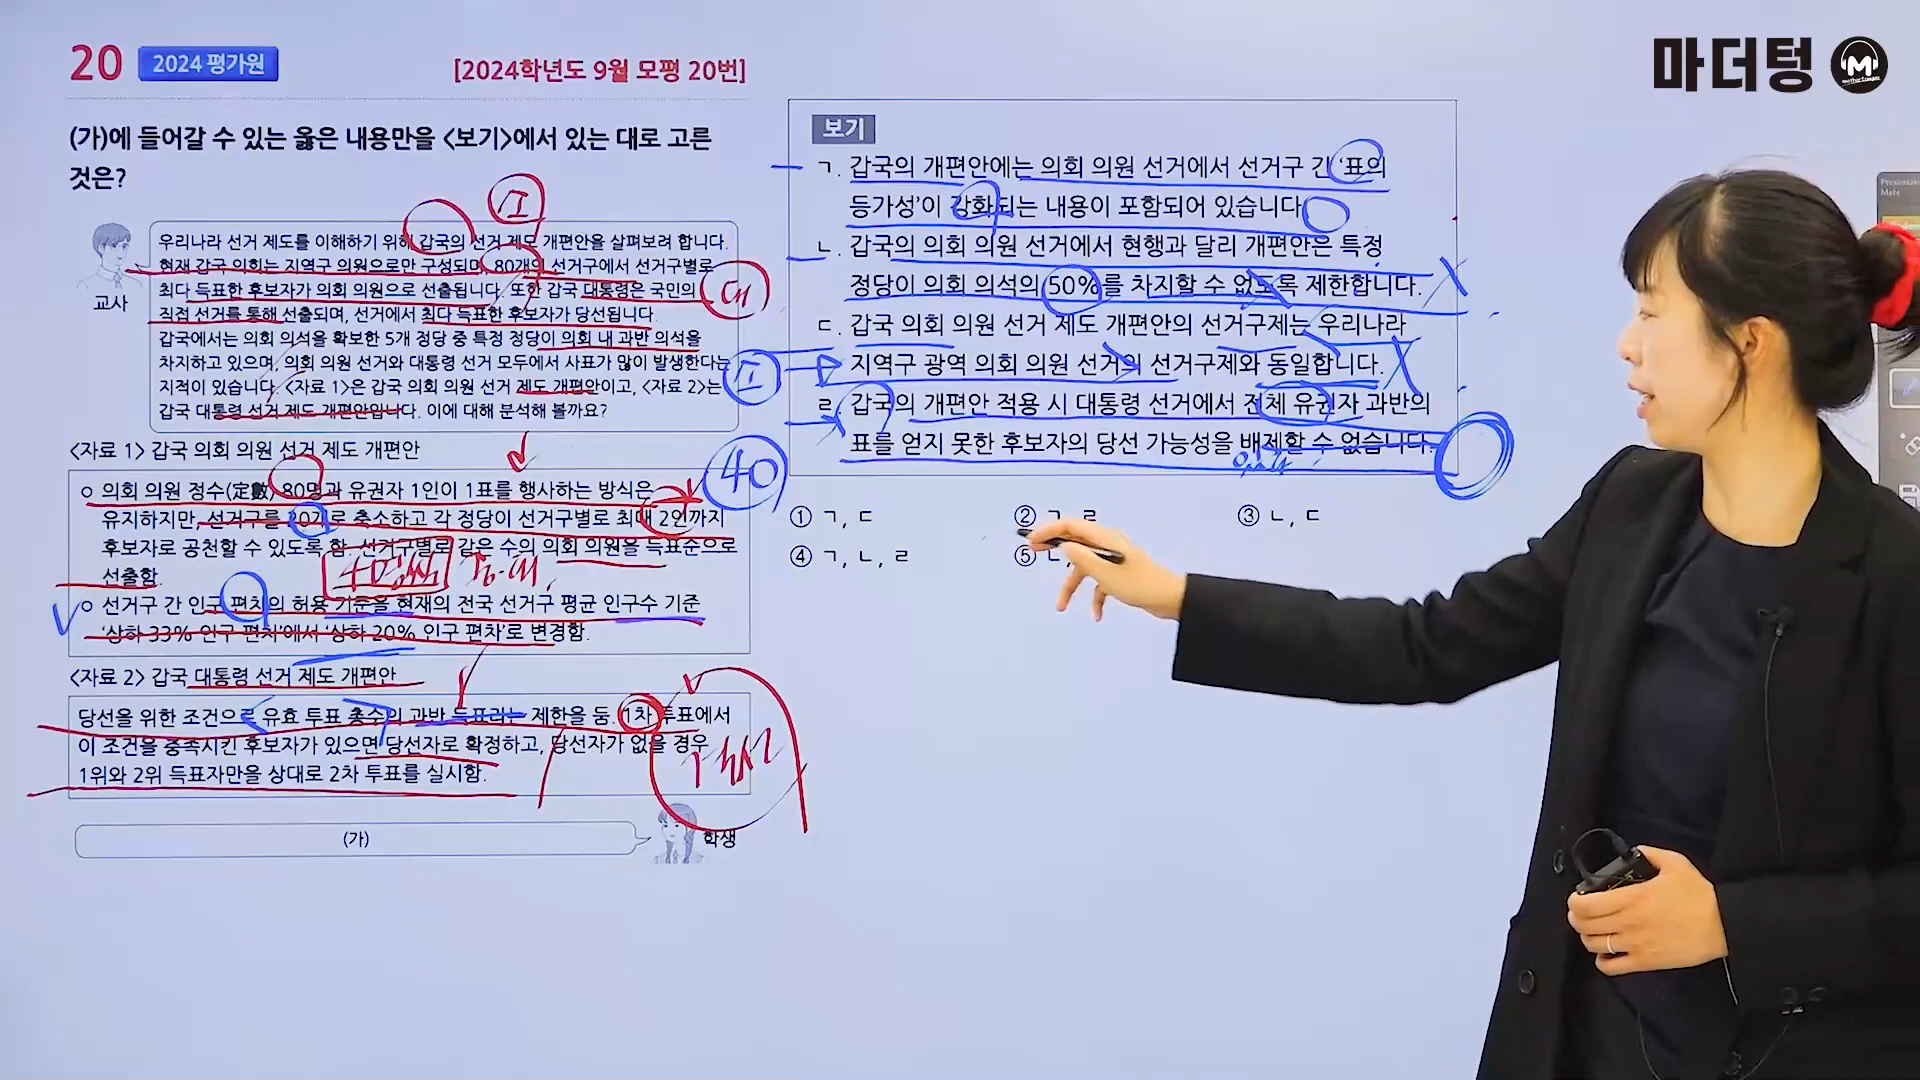 20 2024 평가원
[2024학년도 9월 모평 20번]
(가)에 들어갈 수 있는 옳은 내용만을 <보기>에서 있는 대로 고른
것은?
우리나라 선거 제도를 이해하기 위해 갑국의 선거 제도 개편안을 살펴보려 합니다.
현재 갑국 의회는 지역구 의원으로만 구성되며, 80개의 선거구에서 선거구별로
최다 득표한 후보자가 의회 의원으로 선출됩니다. 또한 갑국 대통령은 국민의
직접 선거를 통해 선출되며, 선거에서 최다 득표한 후보자가 당선됩니다.
갑국에서는 의회 의석을 확보한 5개 정당 중 특정 정당이 의회 내 과반 의석을
차지하고 있으며, 의회 의원 선거와 대통령 선거 모두에서 사표가 많이 발생한다는
지적이 있습니다. <자료 1>은 갑국 의회 의원 선거 제도 개편안이고, <자료 2>는
갑국 대통령 선거 제도 개편안입니다. 이에 대해 분석해 볼까요?
교사
<자료 1> 갑국 의회 의원 선거 제도 개편안
○ 의회 의원 정수(定數) 80명과 유권자 1인이 1표를 행사하는 방식은
유지하지만, 선거구를 20개로 축소하고 각 정당이 선거구별로 최대 2인까지
후보자로 공천할 수 있도록 함. 선거구별로 같은 수의 의회 의원을 득표순으로
선출함.
○ 선거구 간 인구 편차의 허용 기준을 현재의 전국 선거구 평균 인구수 기준
'상하 33% 인구 편차'에서 '상하 20% 인구 편차'로 변경함.
<자료 2> 갑국 대통령 선거 제도 개편안
당선을 위한 조건으로 유효 투표 총수의 과반 득표라는 제한을 둠. 1차 투표에서
이 조건을 충족시킨 후보자가 있으면 당선자로 확정하고, 당선자가 없을 경우
1위와 2위 득표자만을 상대로 2차 투표를 실시함.
(가)
학생
대
40
4명씩
중·대
보기
ㄱ. 갑국의 개편안에는 의회 의원 선거에서 선거구 간 '표의
등가성'이 강화되는 내용이 포함되어 있습니다.
ㄴ. 갑국의 의회 의원 선거에서 현행과 달리 개편안은 특정
정당이 의회 의석의 50%를 차지할 수 없도록 제한합니다.
ㄷ. 갑국 의회 의원 선거 제도 개편안의 선거구제는 우리나라
지역구 광역 의회 의원 선거의 선거구제와 동일합니다.
ㄹ. 갑국의 개편안 적용 시 대통령 선거에서 전체 유권자 과반의
표를 얻지 못한 후보자의 당선 가능성을 배제할 수 없습니다.
① ㄱ, ㄷ
② ㄱ, ㄹ
③ ㄴ, ㄷ
④ ㄱ, ㄴ, ㄹ
⑤ ㄴ,
마더텅 M